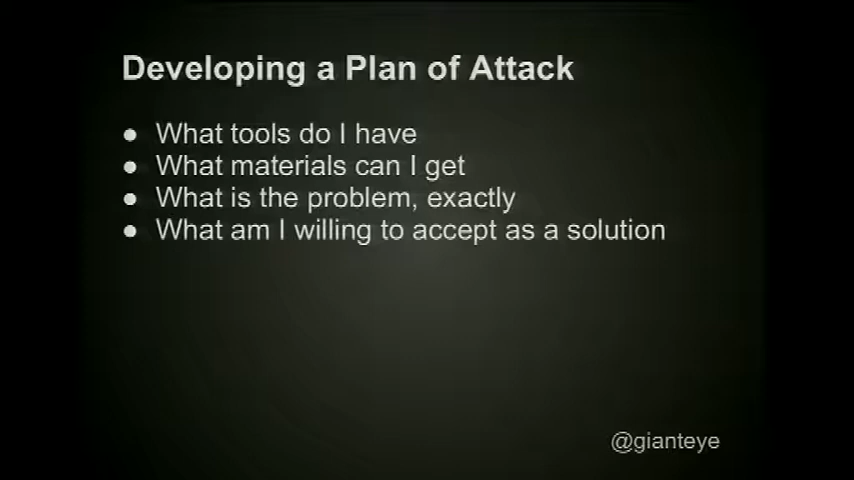 Developing a Plan of Attack
● What tools do I have
● What materials can I get
● What is the problem, exactly
● What am I willing to accept as a solution
@gianteye